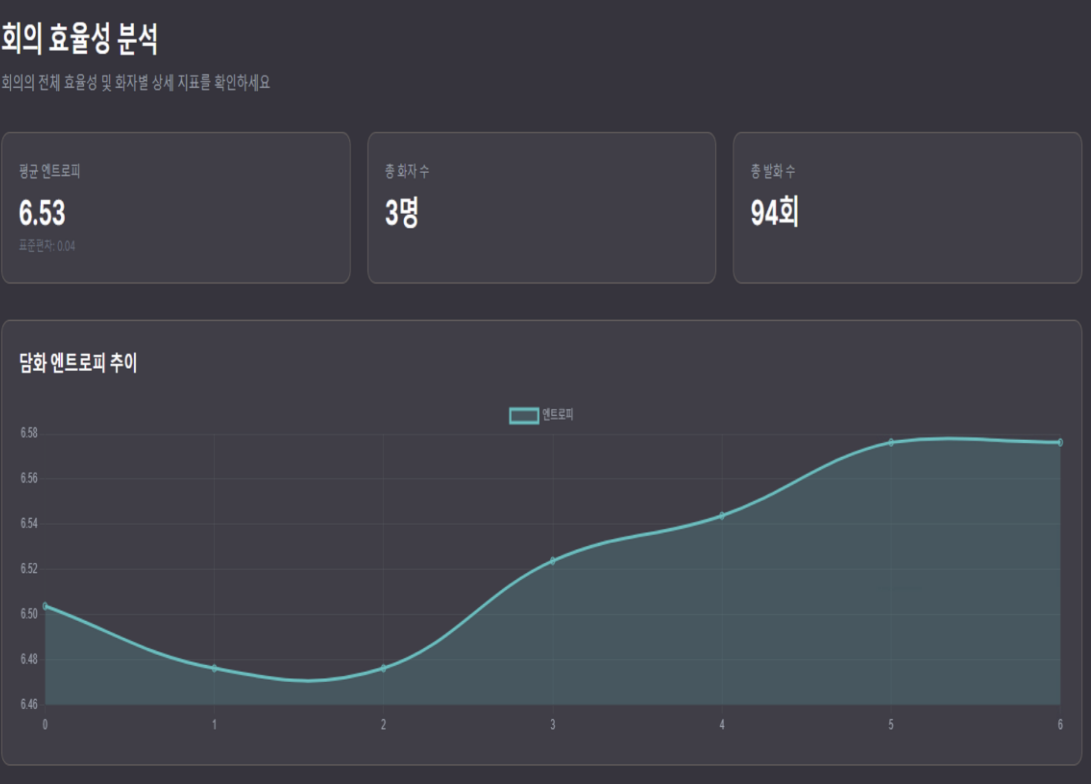 회의 효율성 분석
회의의 전체 효율성 및 화자별 상세 지표를 확인하세요
평균 엔트로피
6.53
표준편차: 0.04
총 화자 수
3명
총 발화 수
94회
담화 엔트로피 추이
엔트로피
6.58
6.56
6.54
6.52
6.50
6.48
6.46
0 1 2 3 4 5 6